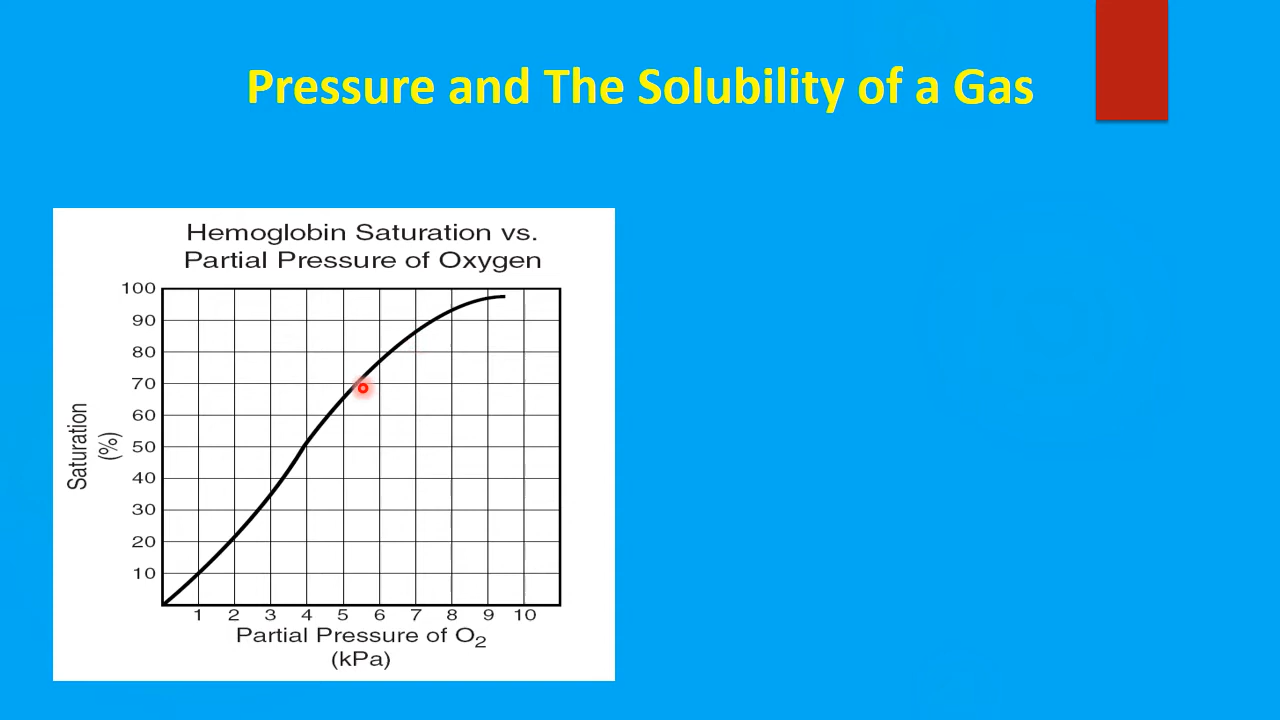 Pressure and The Solubility of a Gas
Hemoglobin Saturation vs.
Partial Pressure of Oxygen
Saturation
(%)
100
90
80
70
60
50
40
30
20
10
1 2 3 4 5 6 7 8 9 10
Partial Pressure of O₂
(kPa)